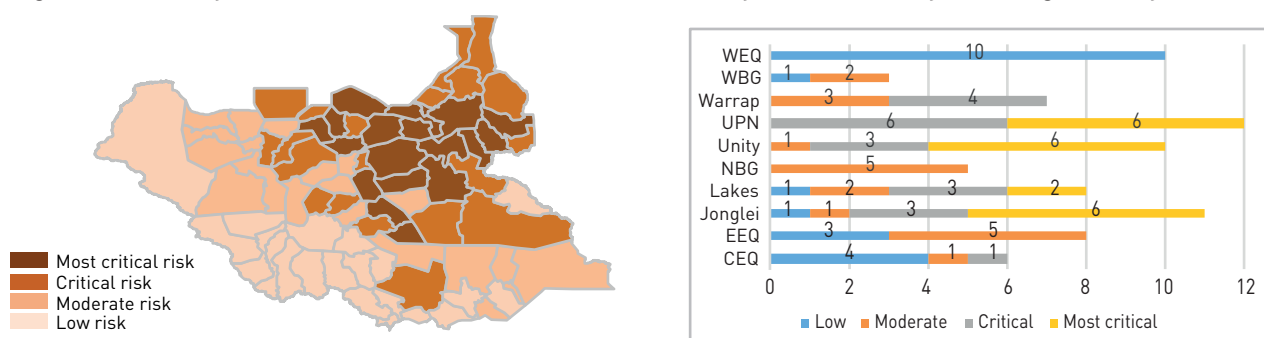 Most critical risk
Critical risk
Moderate risk
Low risk
WEQ 10
WBG 1 2
Warrap 3 4
UPN 6 6
Unity 1 3 6
NBG 5
Lakes 1 2 3 2
Jonglei 1 1 3 6
EEQ 3 5
CEQ 4 1 1
0 2 4 6 8 10 12
Low Moderate Critical Most critical